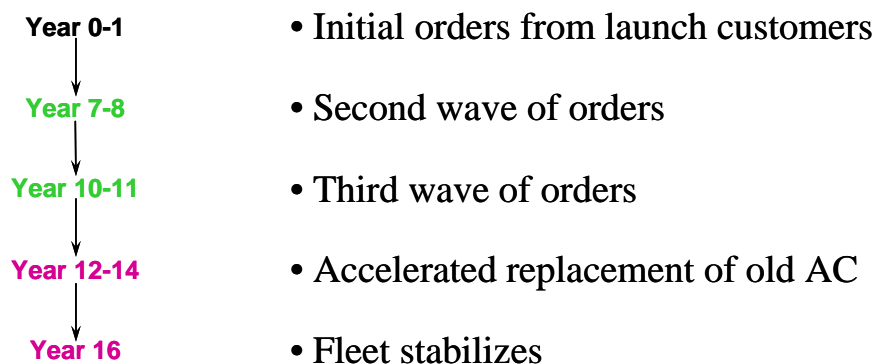 Year 0-1 • Initial orders from launch customers
Year 7-8 • Second wave of orders
Year 10-11 • Third wave of orders
Year 12-14 • Accelerated replacement of old AC
Year 16 • Fleet stabilizes